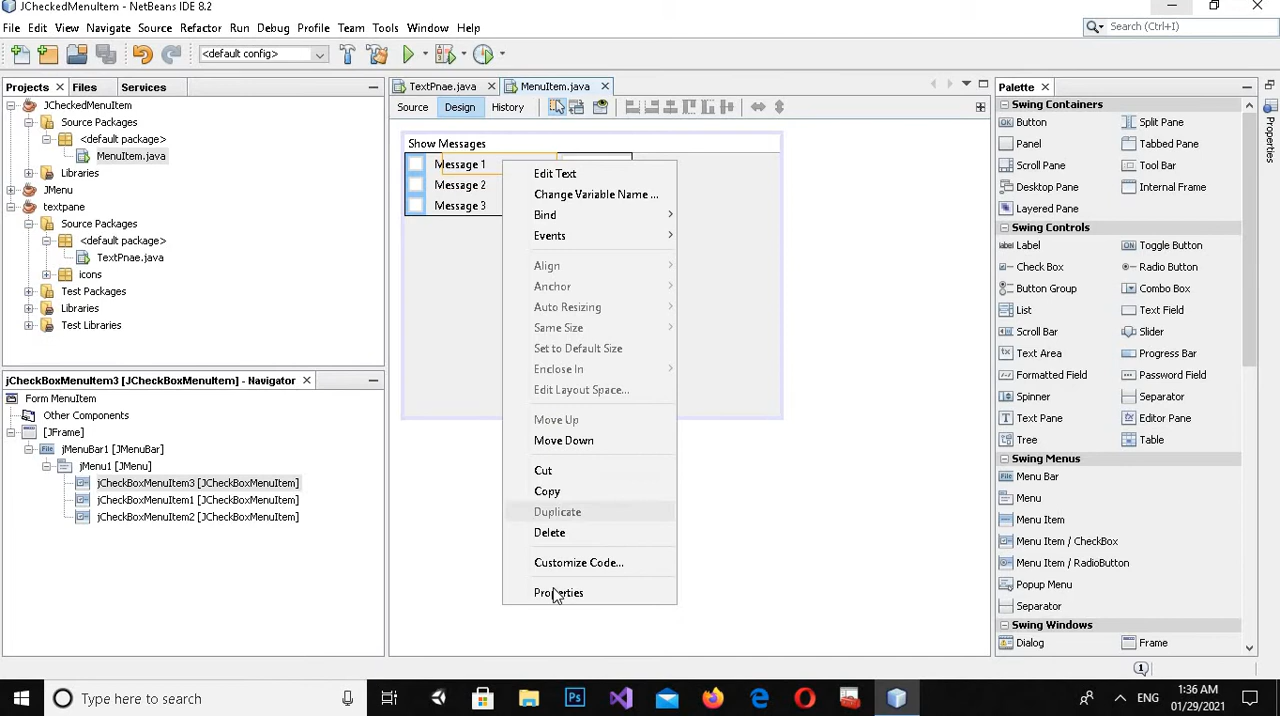 JCheckedMenuItem - NetBeans IDE 8.2
File Edit View Navigate Source Refactor Run Debug Profile Team Tools Window Help
Search (Ctrl+I)
<default config>
Projects Files Services
JCheckedMenuItem
Source Packages
<default package>
MenuItem.java
Libraries
JMenu
textpane
Source Packages
<default package>
TextPnae.java
icons
Test Packages
Libraries
Test Libraries
jCheckBoxMenuItem3 [JCheckBoxMenuItem] - Navigator
Form MenuItem
Other Components
[JFrame]
jMenuBar1 [JMenuBar]
jMenu1 [JMenu]
jCheckBoxMenuItem3 [JCheckBoxMenuItem]
jCheckBoxMenuItem1 [JCheckBoxMenuItem]
jCheckBoxMenuItem2 [JCheckBoxMenuItem]
TextPnae.java MenuItem.java
Source Design History
Show Messages
Message 1
Message 2
Message 3
Edit Text
Change Variable Name ...
Bind
Events
Align
Anchor
Auto Resizing
Same Size
Set to Default Size
Enclose In
Edit Layout Space...
Move Up
Move Down
Cut
Copy
Duplicate
Delete
Customize Code...
Properties
Palette
Swing Containers
Button Split Pane
Panel Tabbed Pane
Scroll Pane Tool Bar
Desktop Pane Internal Frame
Layered Pane
Swing Controls
Label Toggle Button
Check Box Radio Button
Button Group Combo Box
List Text Field
Scroll Bar Slider
Text Area Progress Bar
Formatted Field Password Field
Spinner Separator
Text Pane Editor Pane
Tree Table
Swing Menus
Menu Bar
Menu
Menu Item
Menu Item / CheckBox
Menu Item / RadioButton
Popup Menu
Separator
Swing Windows
Dialog Frame
Properties
Type here to search
ENG
1:36 AM
01/29/2021